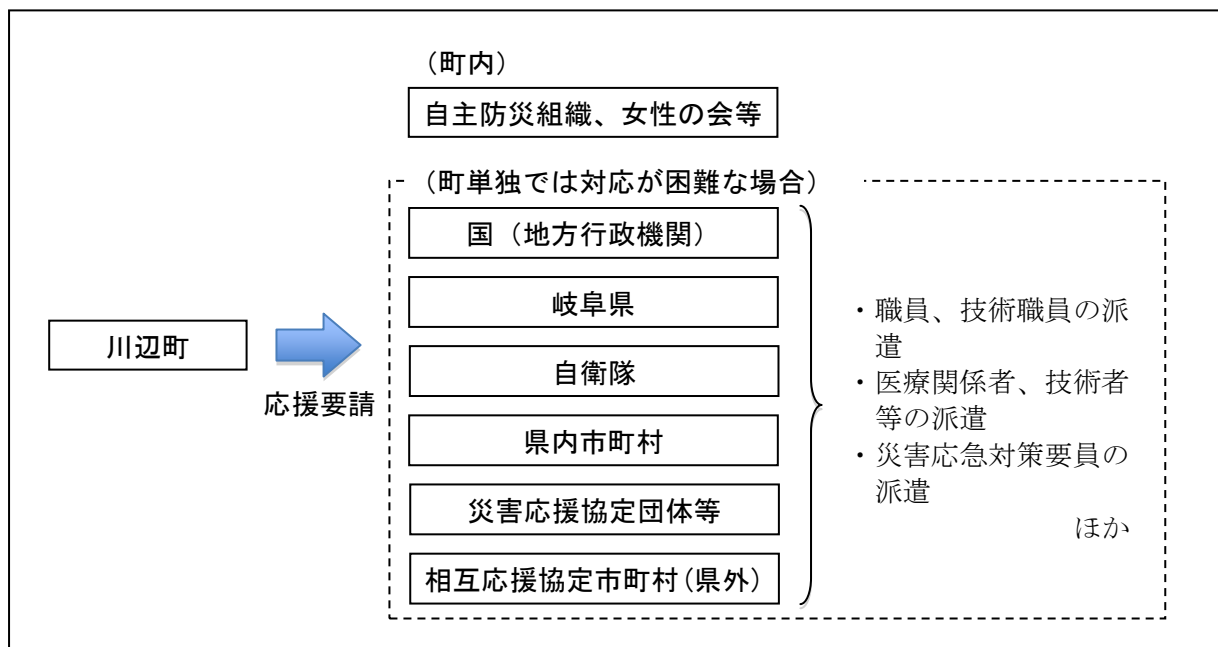 （町内）
自主防災組織、女性の会等
（町単独では対応が困難な場合）
国（地方行政機関）
岐阜県
自衛隊
県内市町村
災害応援協定団体等
相互応援協定市町村(県外）
川辺町
応援要請
・職員、技術職員の派
遣
・医療関係者、技術者
等の派遣
・災害応急対策要員の
派遣
ほか